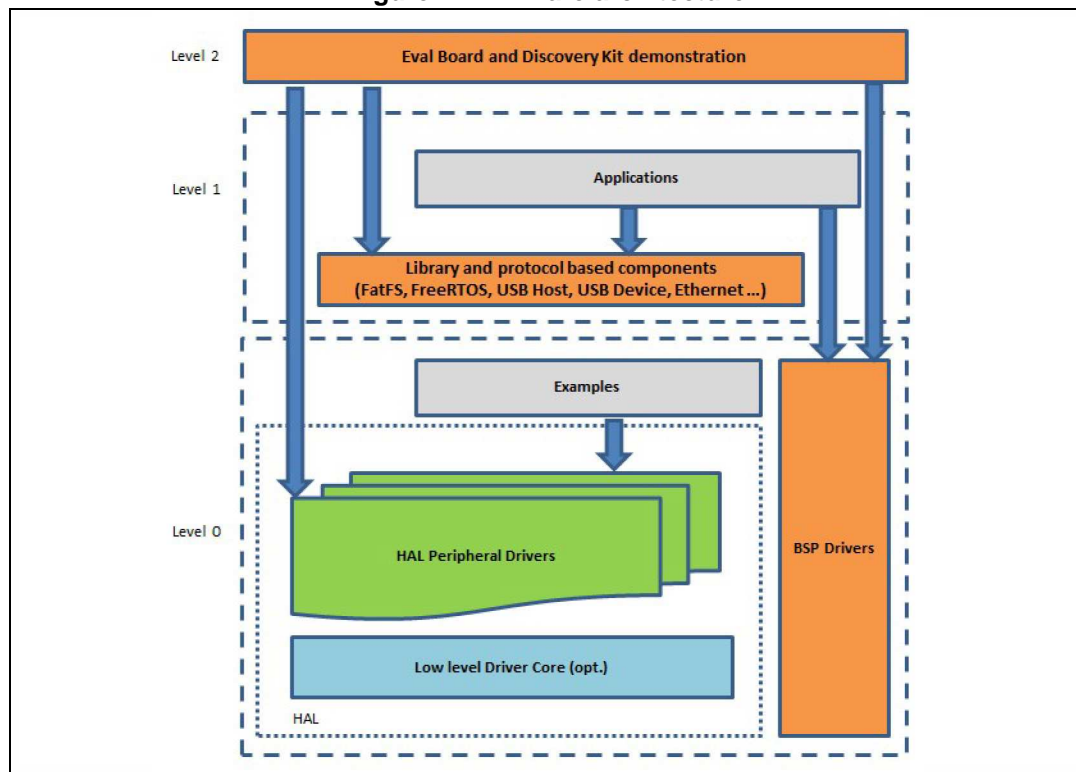 Level 2
Eval Board and Discovery Kit demonstration
Level 1
Applications
Library and protocol based components
(FatFS, FreeRTOS, USB Host, USB Device, Ethernet ...)
Examples
Level 0
HAL Peripheral Drivers
BSP Drivers
Low level Driver Core (opt.)
HAL